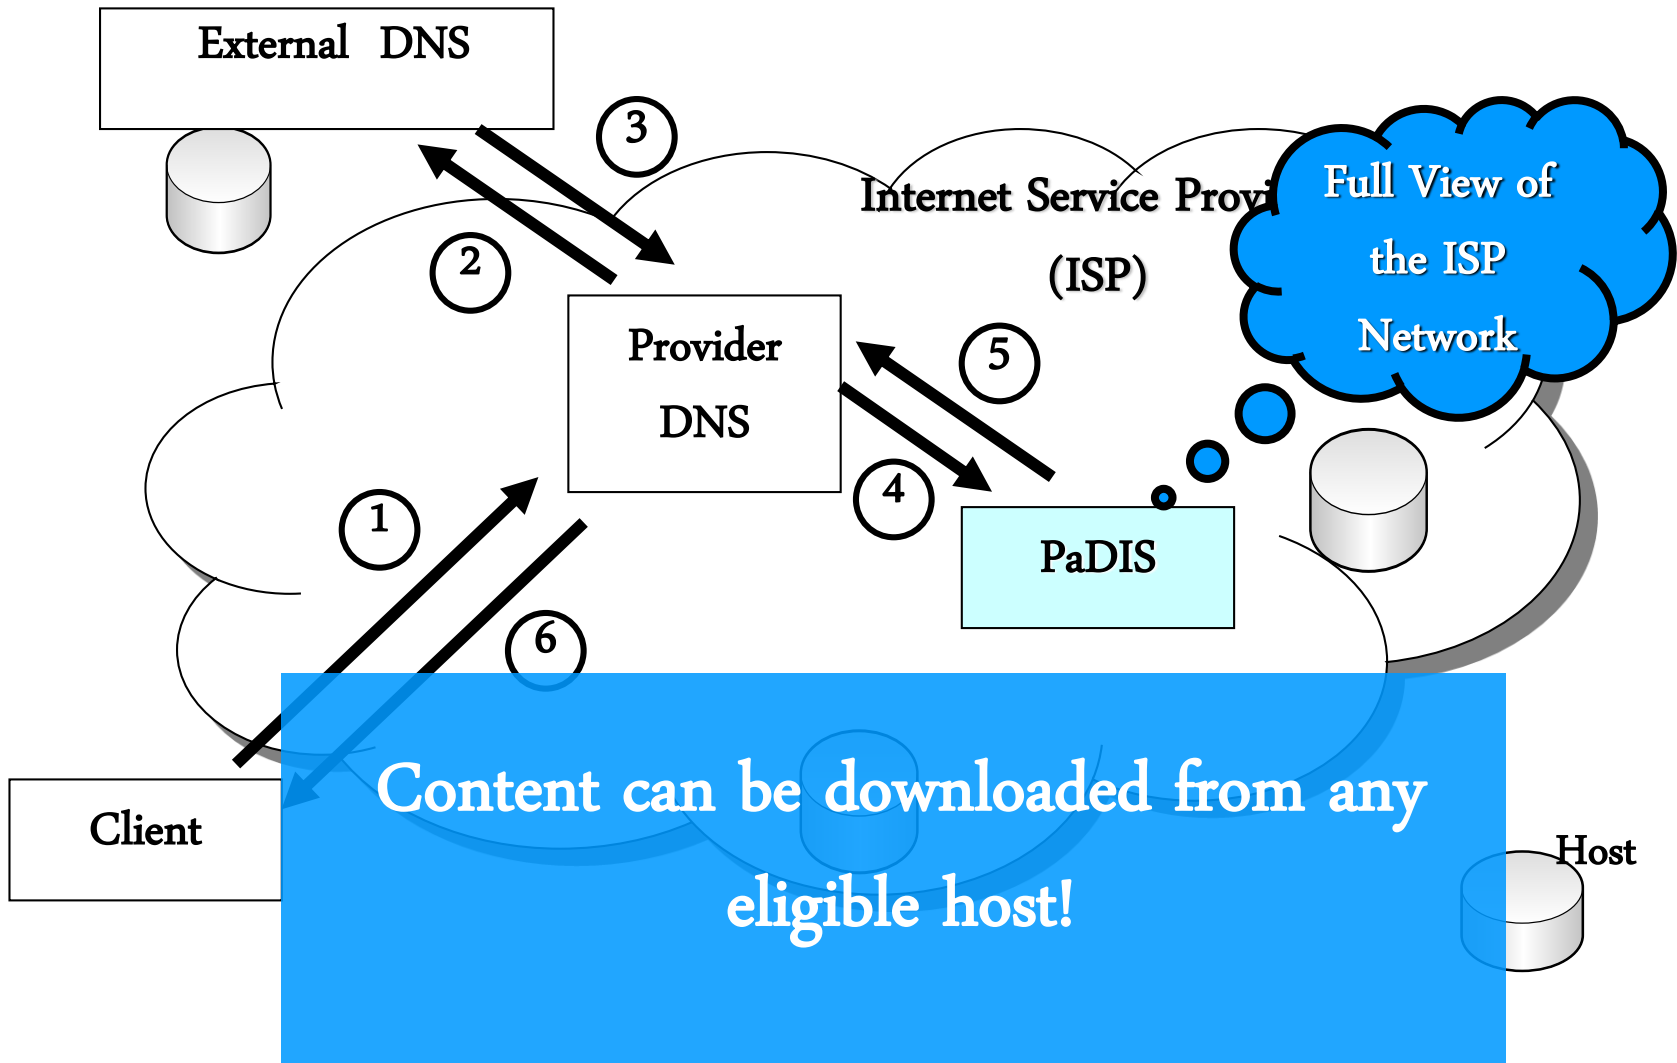 External DNS
3
Internet Service Provi
(ISP)
Full View of
the ISP
Network
2
Provider
DNS
5
4
1
PaDIS
6
Content can be downloaded from any
eligible host!
Client
Host